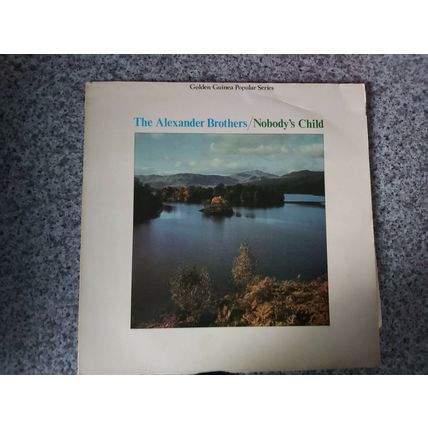 Golden Guinea Popular Series
The Alexander Brothers/Nobody's Child